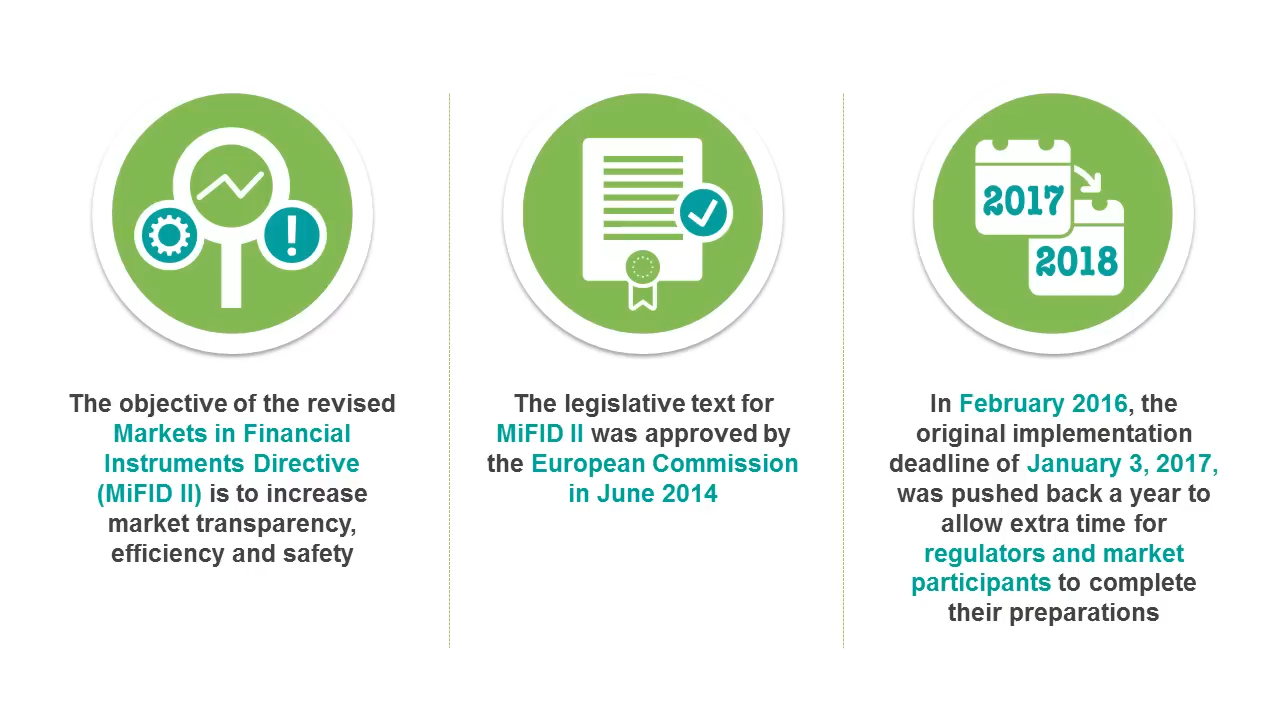 2017
2018
The objective of the revised
Markets in Financial
Instruments Directive
(MiFID II) is to increase
market transparency,
efficiency and safety
The legislative text for
MiFID II was approved by
the European Commission
in June 2014
In February 2016, the
original implementation
deadline of January 3, 2017,
was pushed back a year to
allow extra time for
regulators and market
participants to complete
their preparations